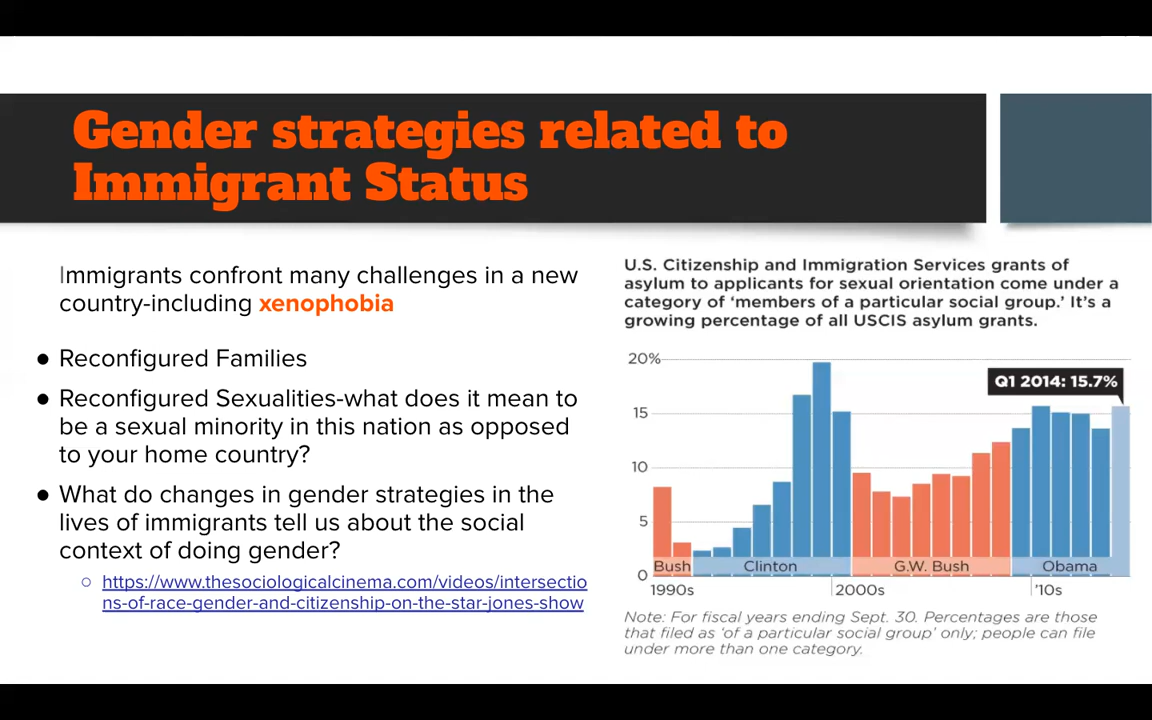 Gender strategies related to
Immigrant Status
Immigrants confront many challenges in a new
country-including xenophobia
● Reconfigured Families
● Reconfigured Sexualities-what does it mean to
be a sexual minority in this nation as opposed
to your home country?
● What do changes in gender strategies in the
lives of immigrants tell us about the social
context of doing gender?
○ https://www.thesociologicalcinema.com/videos/intersectio
ns-of-race-gender-and-citizenship-on-the-star-jones-show
U.S. Citizenship and Immigration Services grants of
asylum to applicants for sexual orientation come under a
category of ‘members of a particular social group.’ It’s a
growing percentage of all USCIS asylum grants.
20%
Q1 2014: 15.7%
15
10
5
0
Bush Clinton G.W. Bush Obama
1990s 2000s ’10s
Note: For fiscal years ending Sept. 30. Percentages are those
that filed as ‘of a particular social group’ only; people can file
under more than one category.